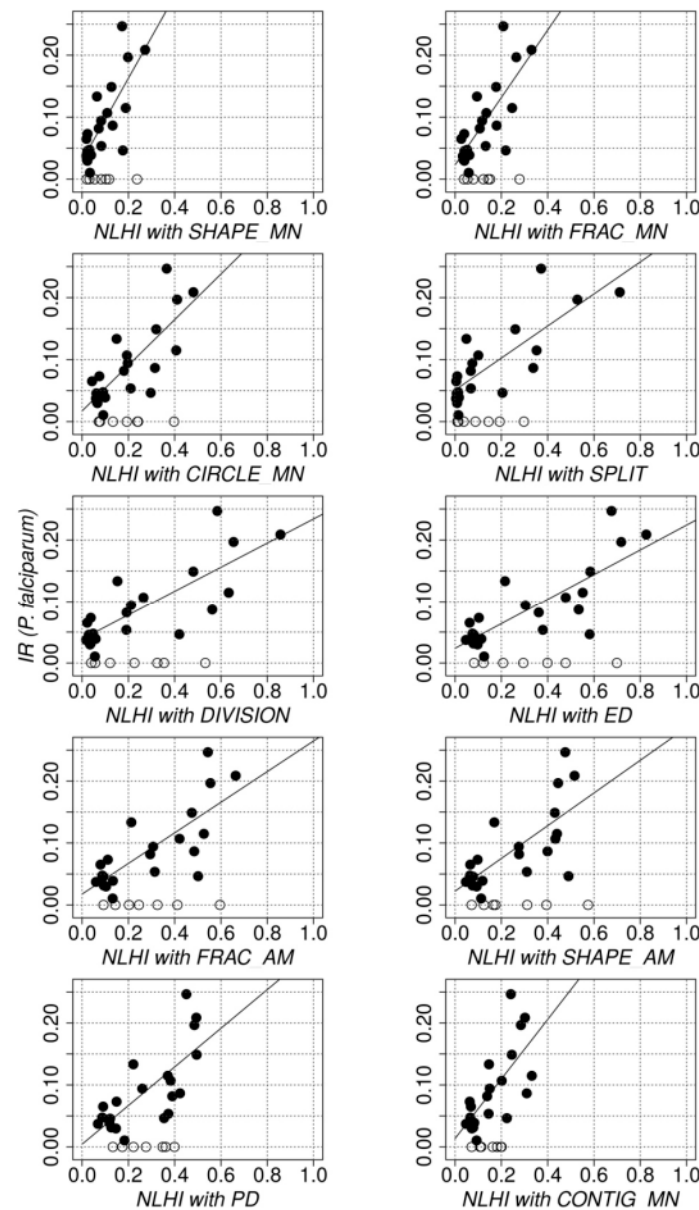 0.00 0.10 0.20
0.0 0.2 0.4 0.6 0.8 1.0
NLHI with SHAPE_MN
0.00 0.10 0.20
0.0 0.2 0.4 0.6 0.8 1.0
NLHI with FRAC_MN
0.00 0.10 0.20
0.0 0.2 0.4 0.6 0.8 1.0
NLHI with CIRCLE_MN
0.00 0.10 0.20
0.0 0.2 0.4 0.6 0.8 1.0
NLHI with SPLIT
IR (P. falciparum)
0.00 0.10 0.20
0.0 0.2 0.4 0.6 0.8 1.0
NLHI with DIVISION
0.00 0.10 0.20
0.0 0.2 0.4 0.6 0.8 1.0
NLHI with ED
0.00 0.10 0.20
0.0 0.2 0.4 0.6 0.8 1.0
NLHI with FRAC_AM
0.00 0.10 0.20
0.0 0.2 0.4 0.6 0.8 1.0
NLHI with SHAPE_AM
0.00 0.10 0.20
0.0 0.2 0.4 0.6 0.8 1.0
NLHI with PD
0.00 0.10 0.20
0.0 0.2 0.4 0.6 0.8 1.0
NLHI with CONTIG_MN